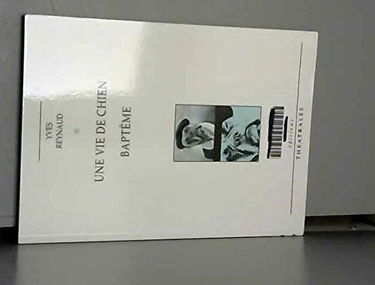 YVES
REYNAUD
UNE VIE DE CHIEN
BAPTÊME
éditions
THEATRALES